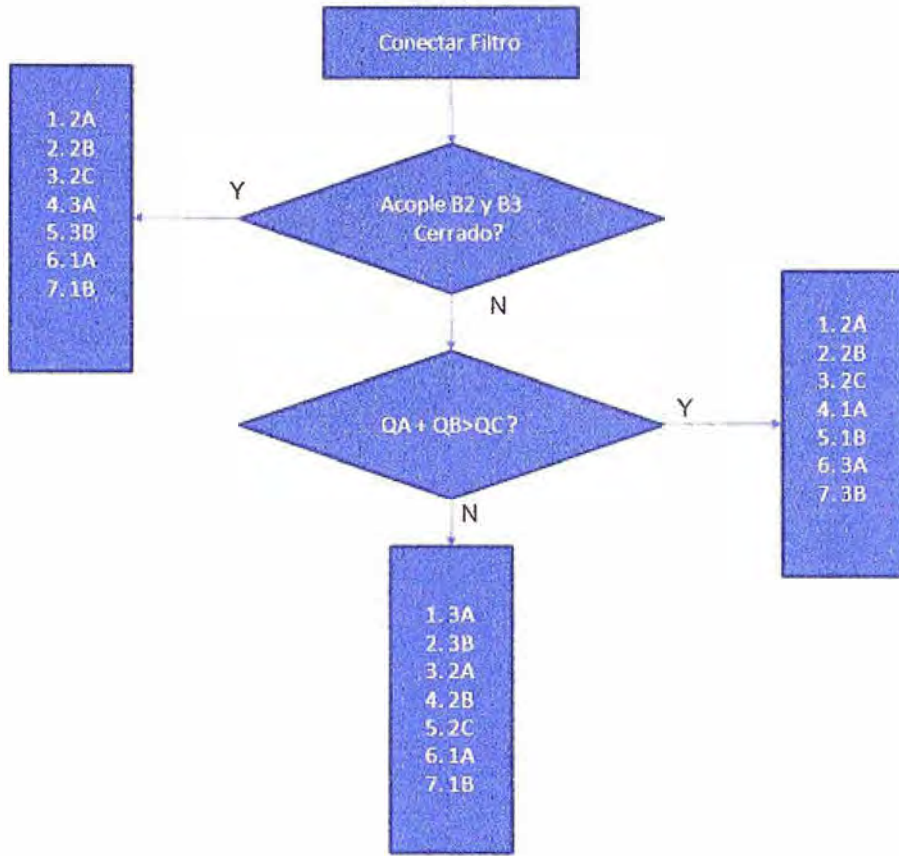 Conectar Filtro
1. 2A
2. 2B
3. 2C
4. 3A
5. 3B
6. 1A
7. 1B
Y
Acople B2 y B3
Cerrado?
N
QA + QB>QC?
Y
1. 2A
2. 2B
3. 2C
4. 1A
5. 1B
6. 3A
7. 3B
N
1. 3A
2. 3B
3. 2A
4. 2B
5. 2C
6. 1A
7. 1B